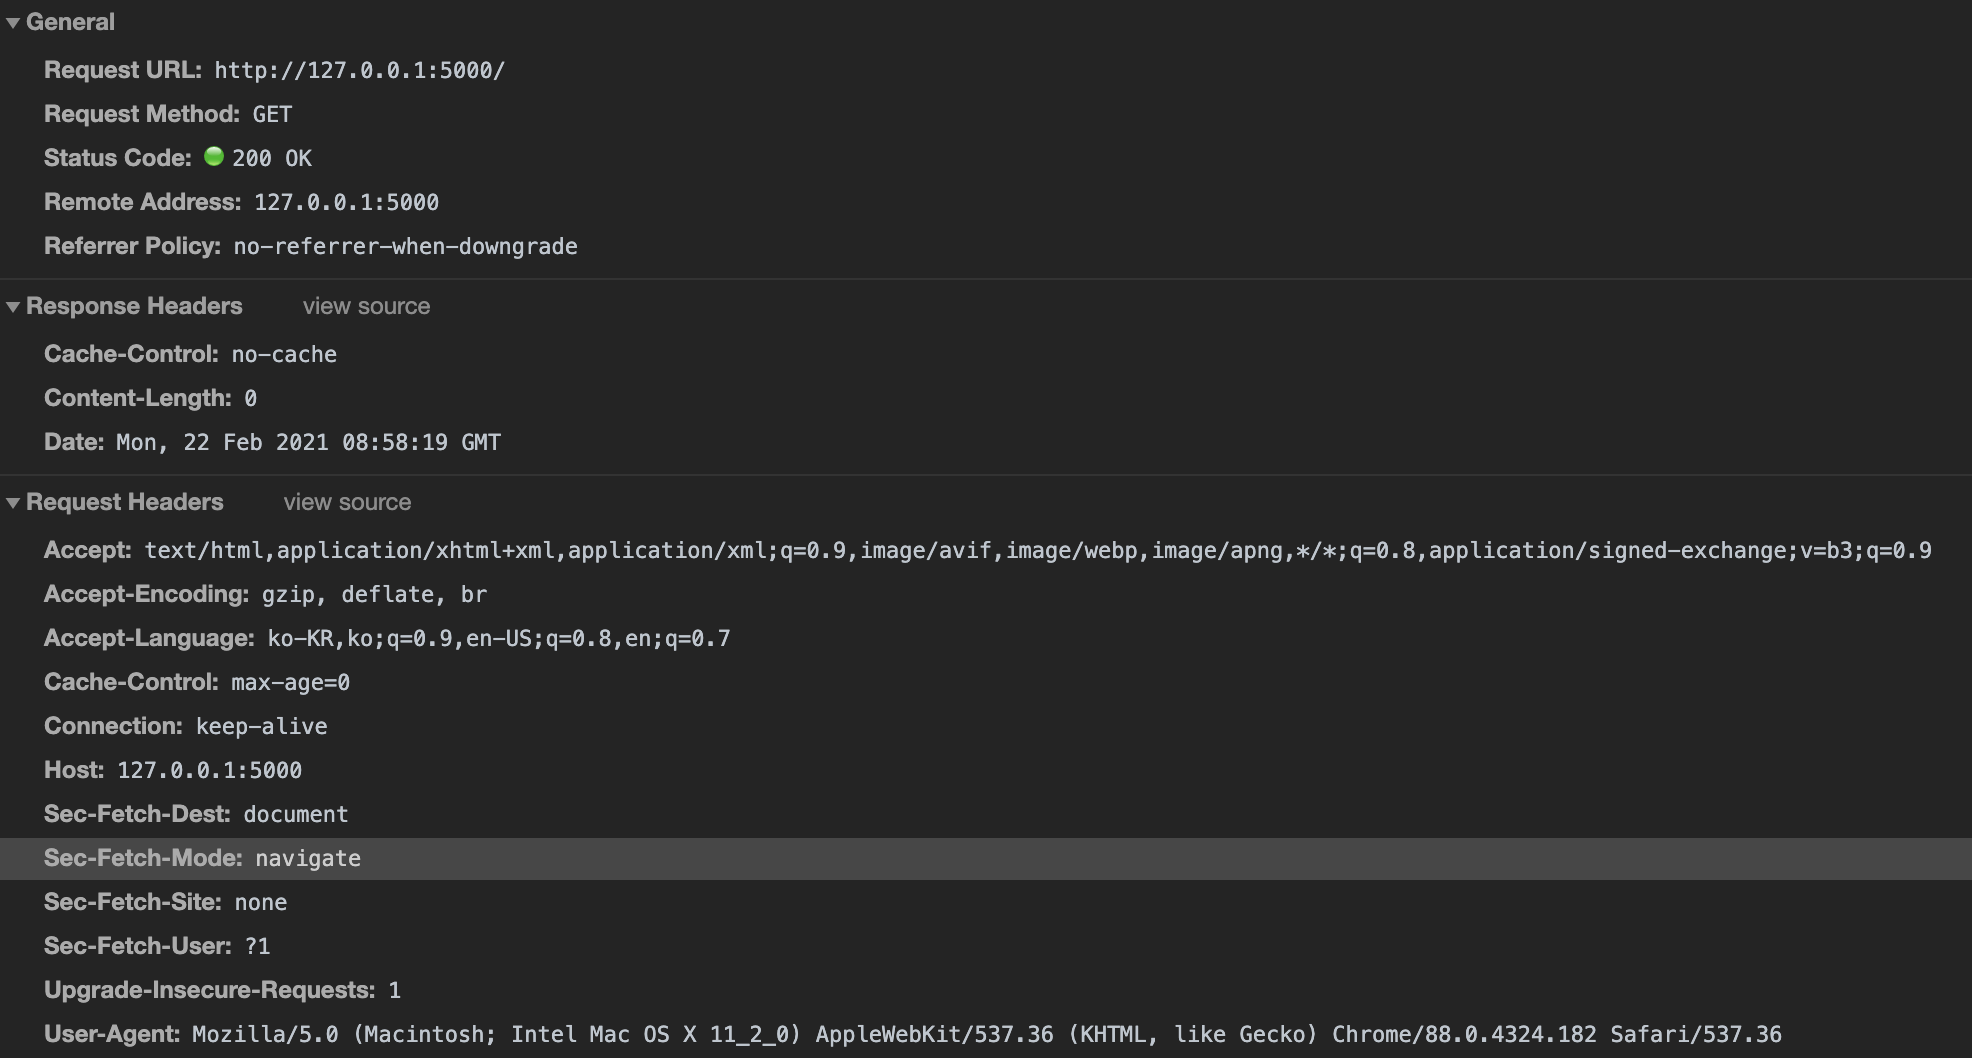 General
Request URL: http://127.0.0.1:5000/
Request Method: GET
Status Code: 200 OK
Remote Address: 127.0.0.1:5000
Referrer Policy: no-referrer-when-downgrade
Response Headers view source
Cache-Control: no-cache
Content-Length: 0
Date: Mon, 22 Feb 2021 08:58:19 GMT
Request Headers view source
Accept: text/html,application/xhtml+xml,application/xml;q=0.9,image/avif,image/webp,image/apng,*/*;q=0.8,application/signed-exchange;v=b3;q=0.9
Accept-Encoding: gzip, deflate, br
Accept-Language: ko-KR,ko;q=0.9,en-US;q=0.8,en;q=0.7
Cache-Control: max-age=0
Connection: keep-alive
Host: 127.0.0.1:5000
Sec-Fetch-Dest: document
Sec-Fetch-Mode: navigate
Sec-Fetch-Site: none
Sec-Fetch-User: ?1
Upgrade-Insecure-Requests: 1
User-Agent: Mozilla/5.0 (Macintosh; Intel Mac OS X 11_2_0) AppleWebKit/537.36 (KHTML, like Gecko) Chrome/88.0.4324.182 Safari/537.36